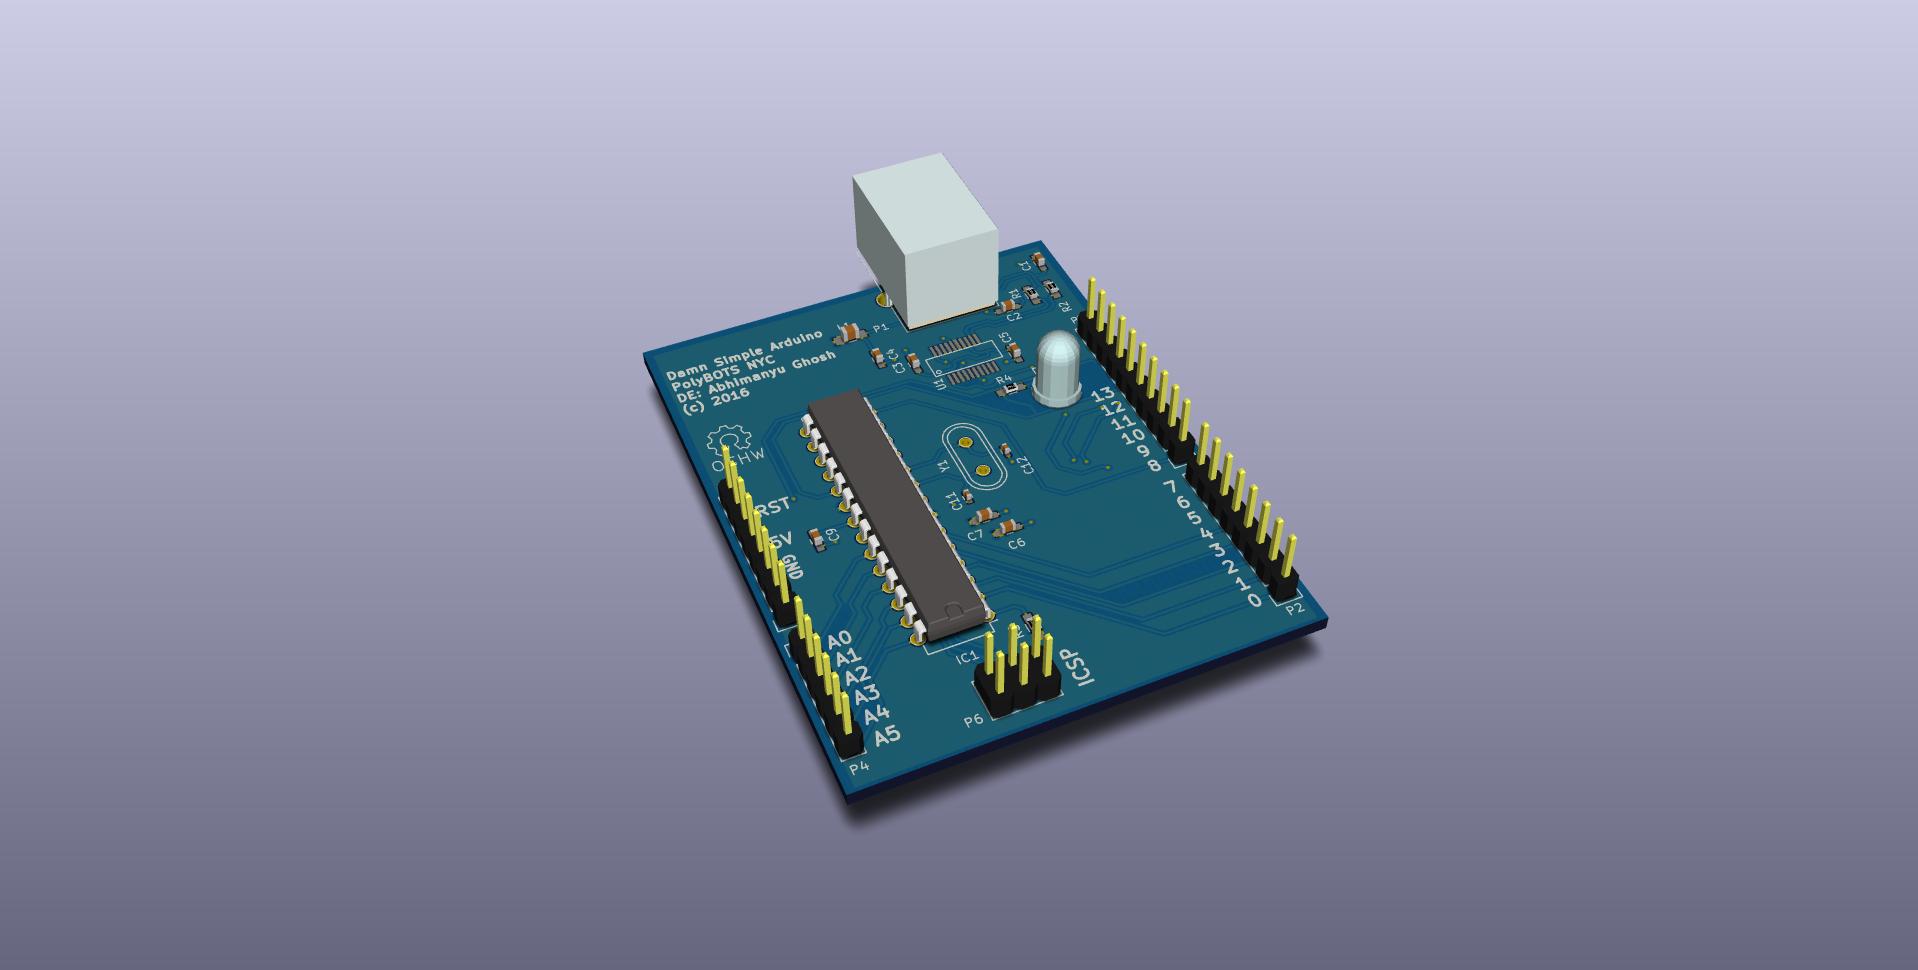 Damn Simple Arduino
PolyBOTS NYC
DE: Abhimanyu Ghosh
(c) 2016
P1
C4
C3
U1
C5
C2
R1
C1
R2
R4
13
12
11
10
9
8
7
6
5
4
3
2
1
0
P2
Y1
C12
C11
C7
C6
C9
RST
5V
GND
A0
A1
A2
A3
A4
A5
P4
IC1
ICSP
P6